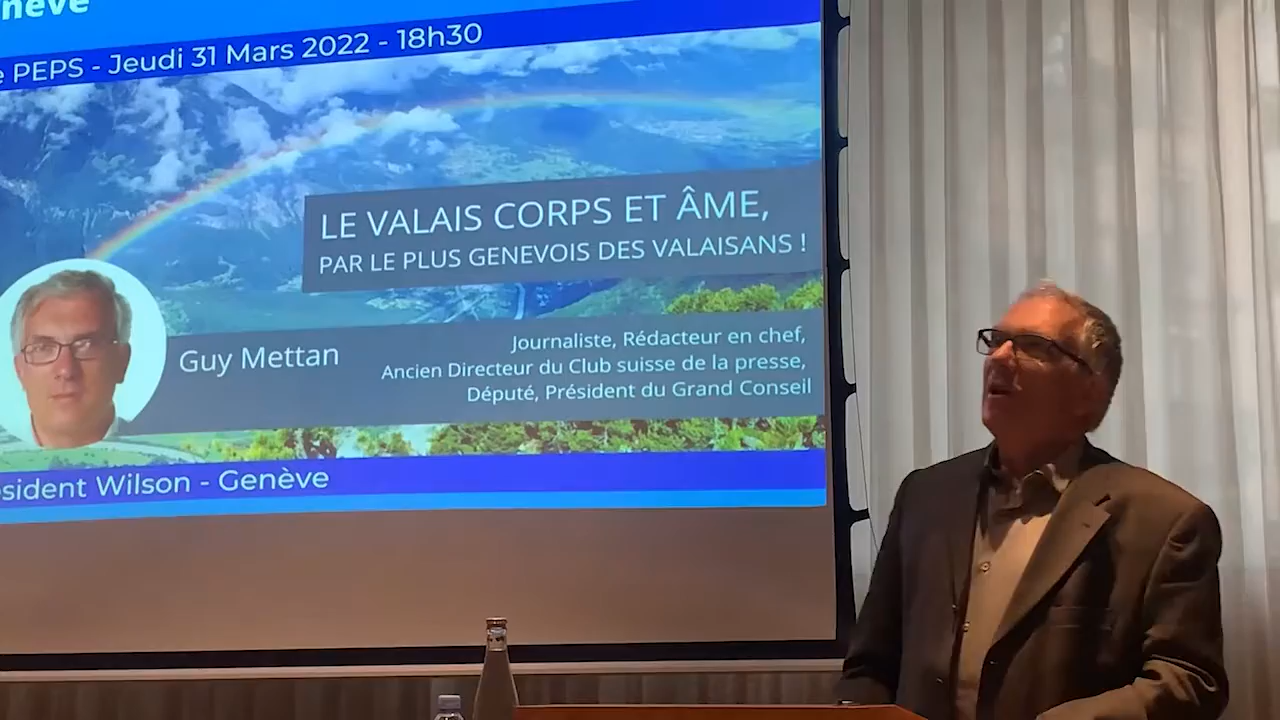 nève
e PEPS - Jeudi 31 Mars 2022 - 18h30
LE VALAIS CORPS ET ÂME,
PAR LE PLUS GENEVOIS DES VALAISANS !
Guy Mettan
Journaliste, Rédacteur en chef,
Ancien Directeur du Club suisse de la presse,
Député, Président du Grand Conseil
sident Wilson - Genève